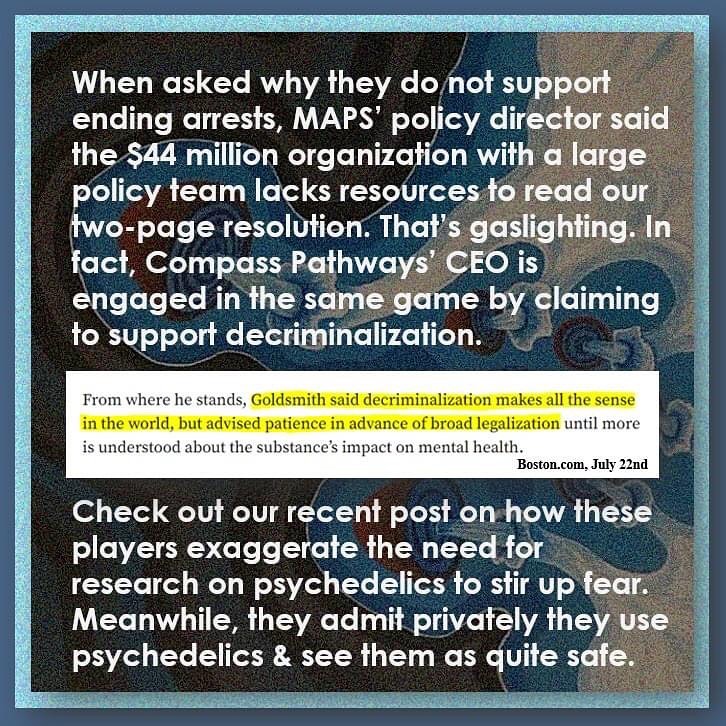 When asked why they do not support
ending arrests, MAPS' policy director said
the $44 million organization with a large
policy team lacks resources to read our
two-page resolution. That's gaslighting. In
fact, Compass Pathways' CEO is
engaged in the same game by claiming
to support decriminalization.
From where he stands, Goldsmith said decriminalization makes all the sense
in the world, but advised patience in advance of broad legalization until more
is understood about the substance's impact on mental health.
Boston.com, July 22nd
Check out our recent post on how these
players exaggerate the need for
research on psychedelics to stir up fear.
Meanwhile, they admit privately they use
psychedelics & see them as quite safe.